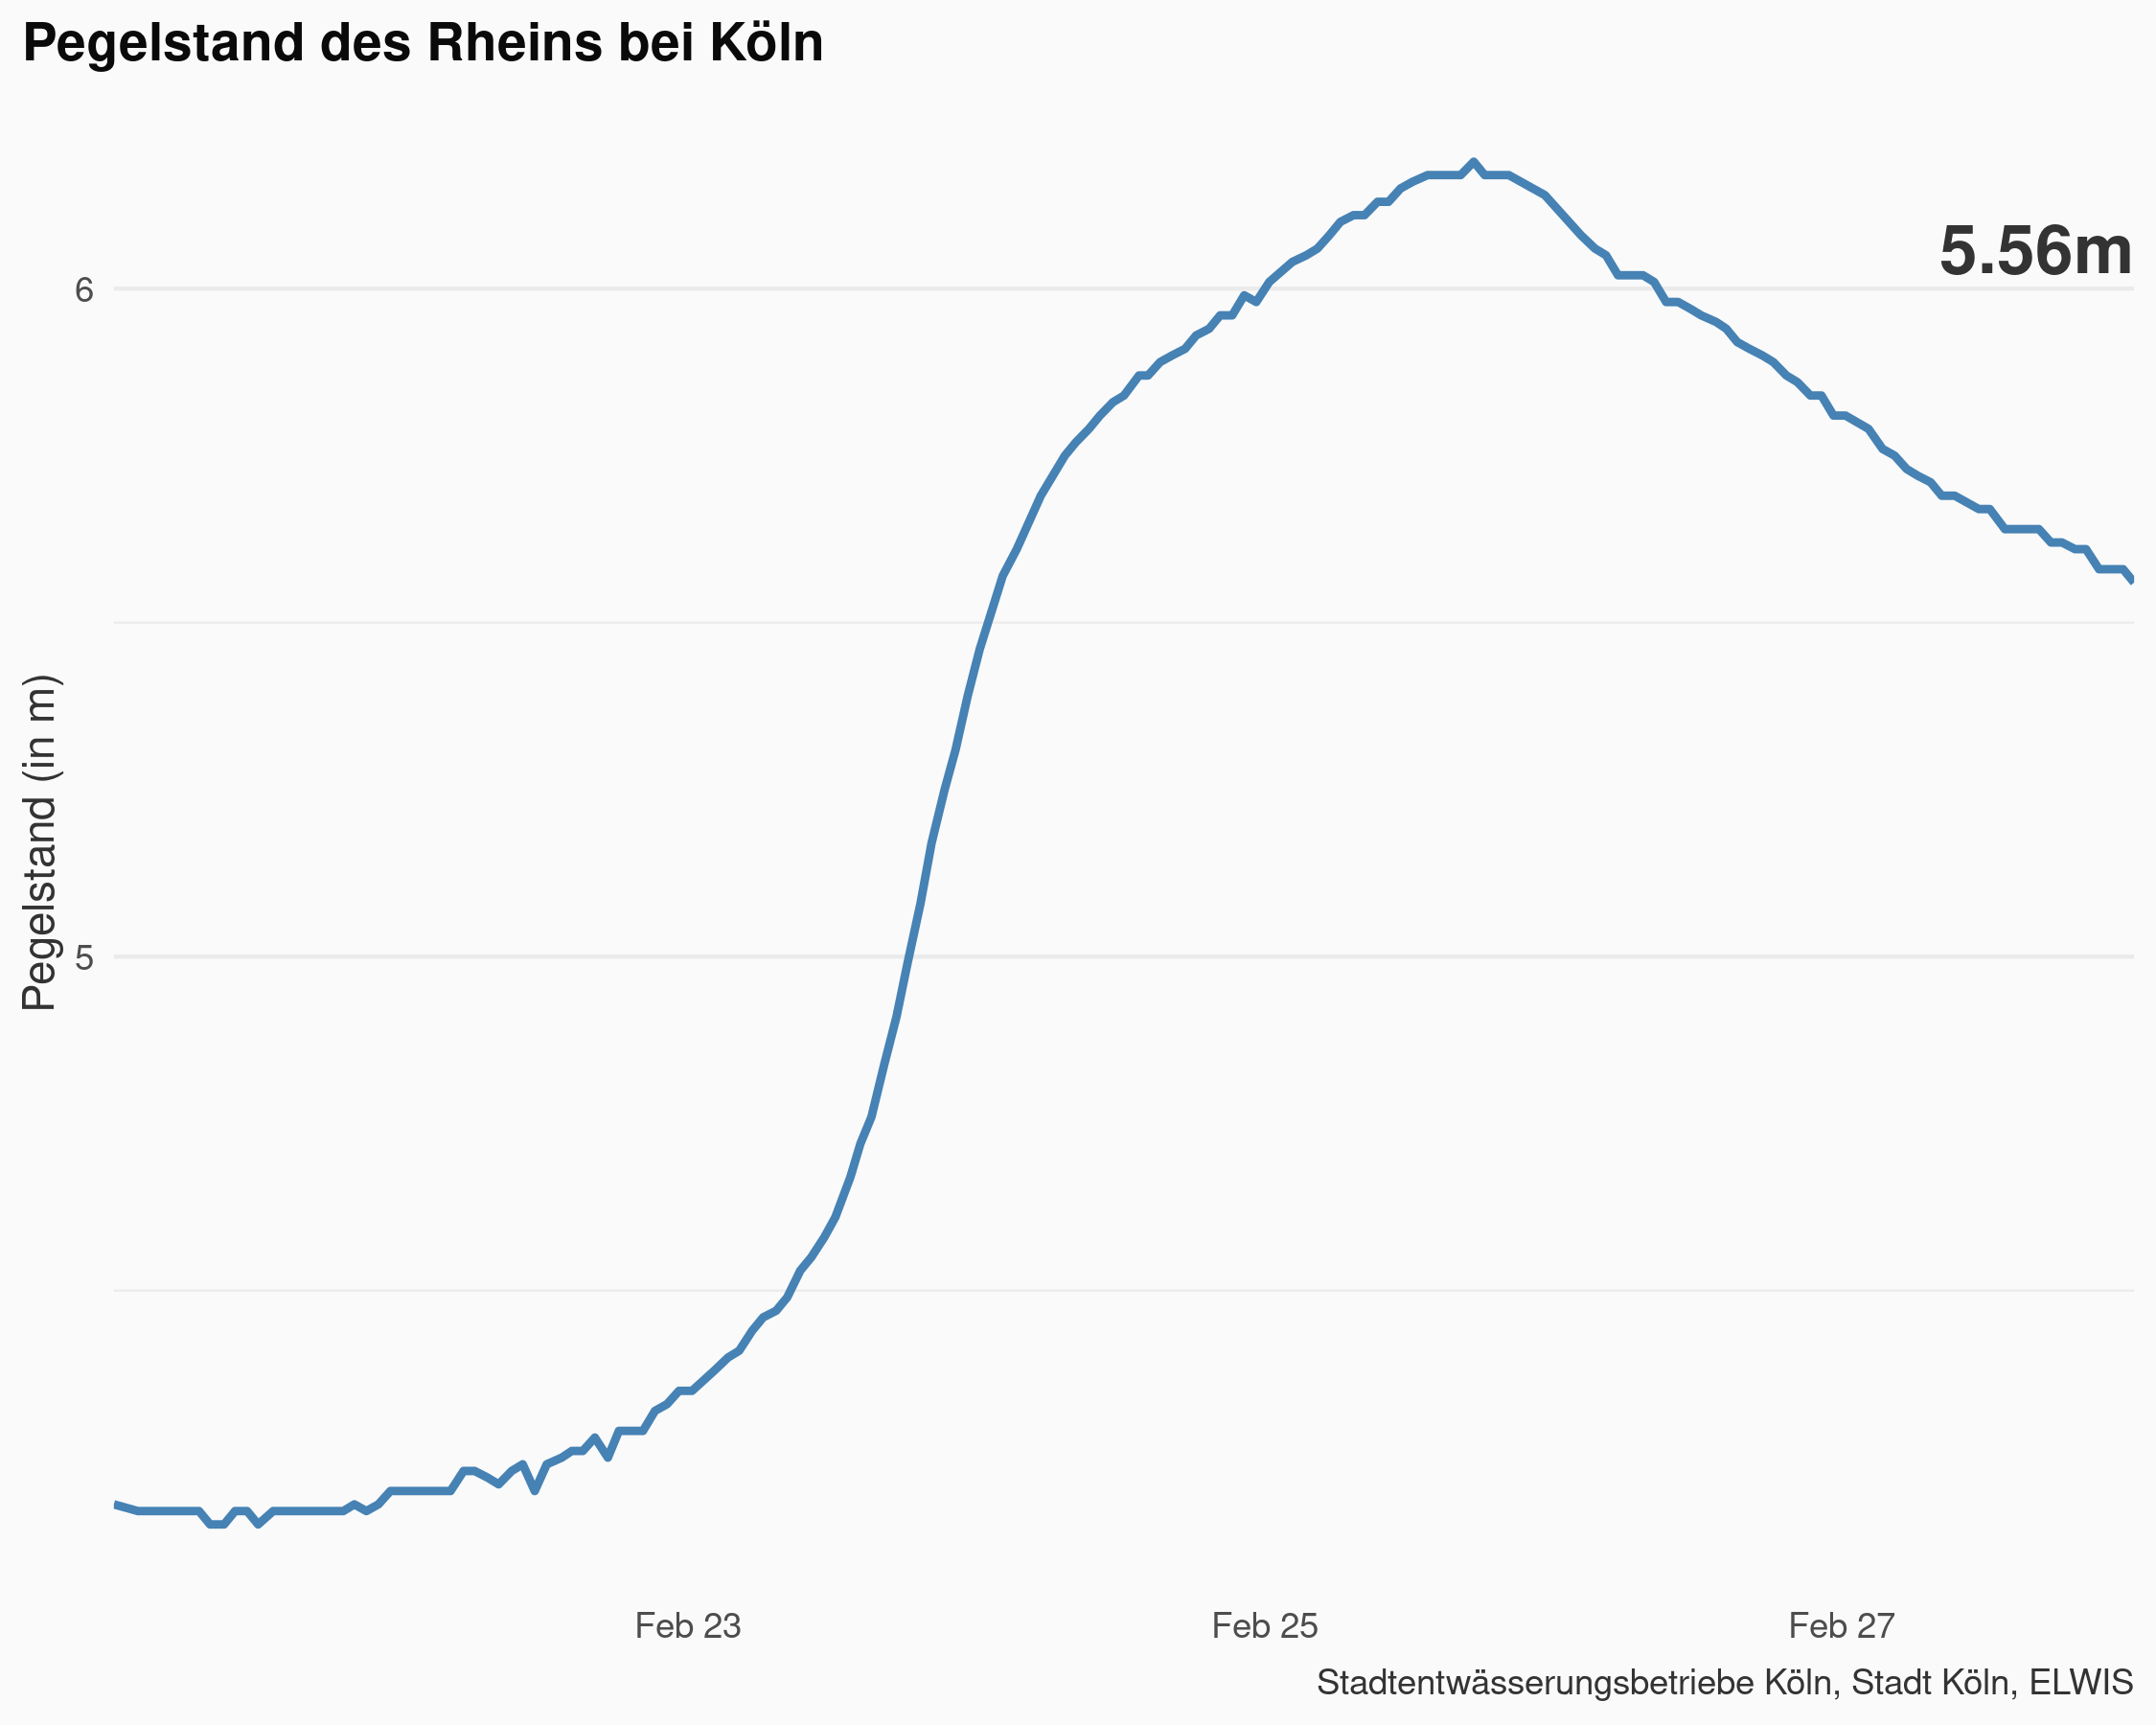 Pegelstand des Rheins bei Köln
5.56m
6
Pegelstand (in m)
5
Feb 23
Feb 25
Feb 27
Stadtentwässerungsbetriebe Köln, Stadt Köln, ELWIS